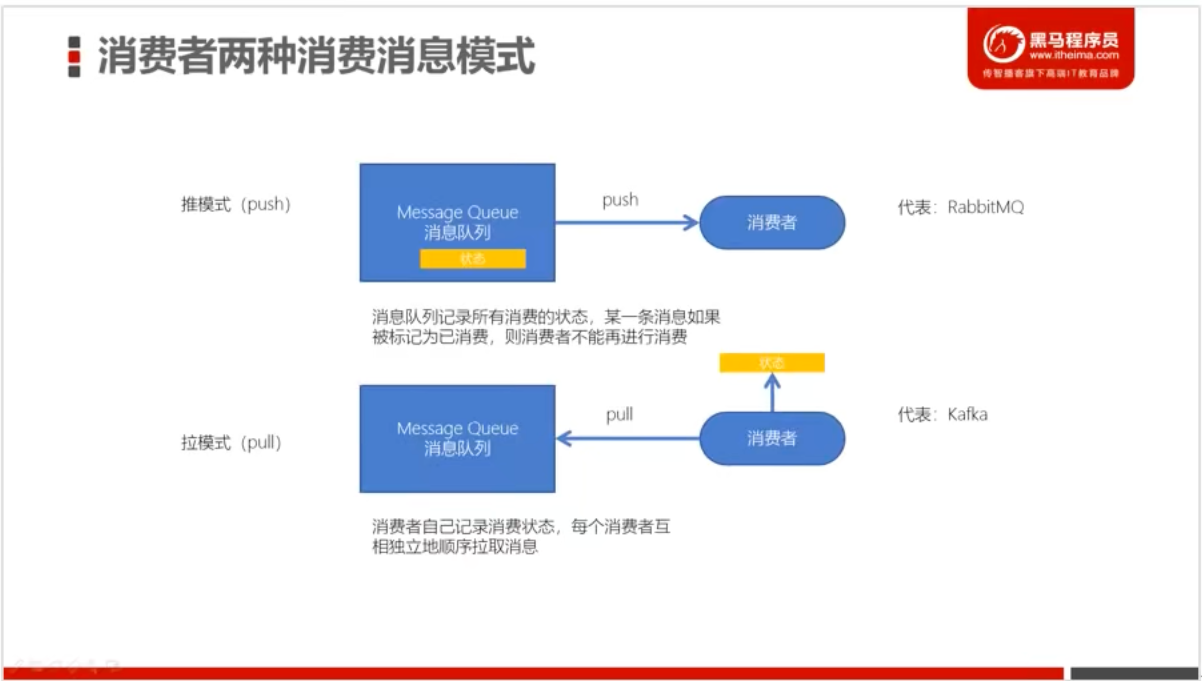 消费者两种消费消息模式
黑马程序员
www.itheima.com
传智播客旗下高端IT教育品牌
推模式（push）
Message Queue
消息队列
状态
push
消费者
代表：RabbitMQ
消息队列记录所有消费的状态，某一条消息如果
被标记为已消费，则消费者不能再进行消费
状态
拉模式（pull）
Message Queue
消息队列
pull
消费者
代表：Kafka
消费者自己记录消费状态，每个消费者互
相独立地顺序拉取消息